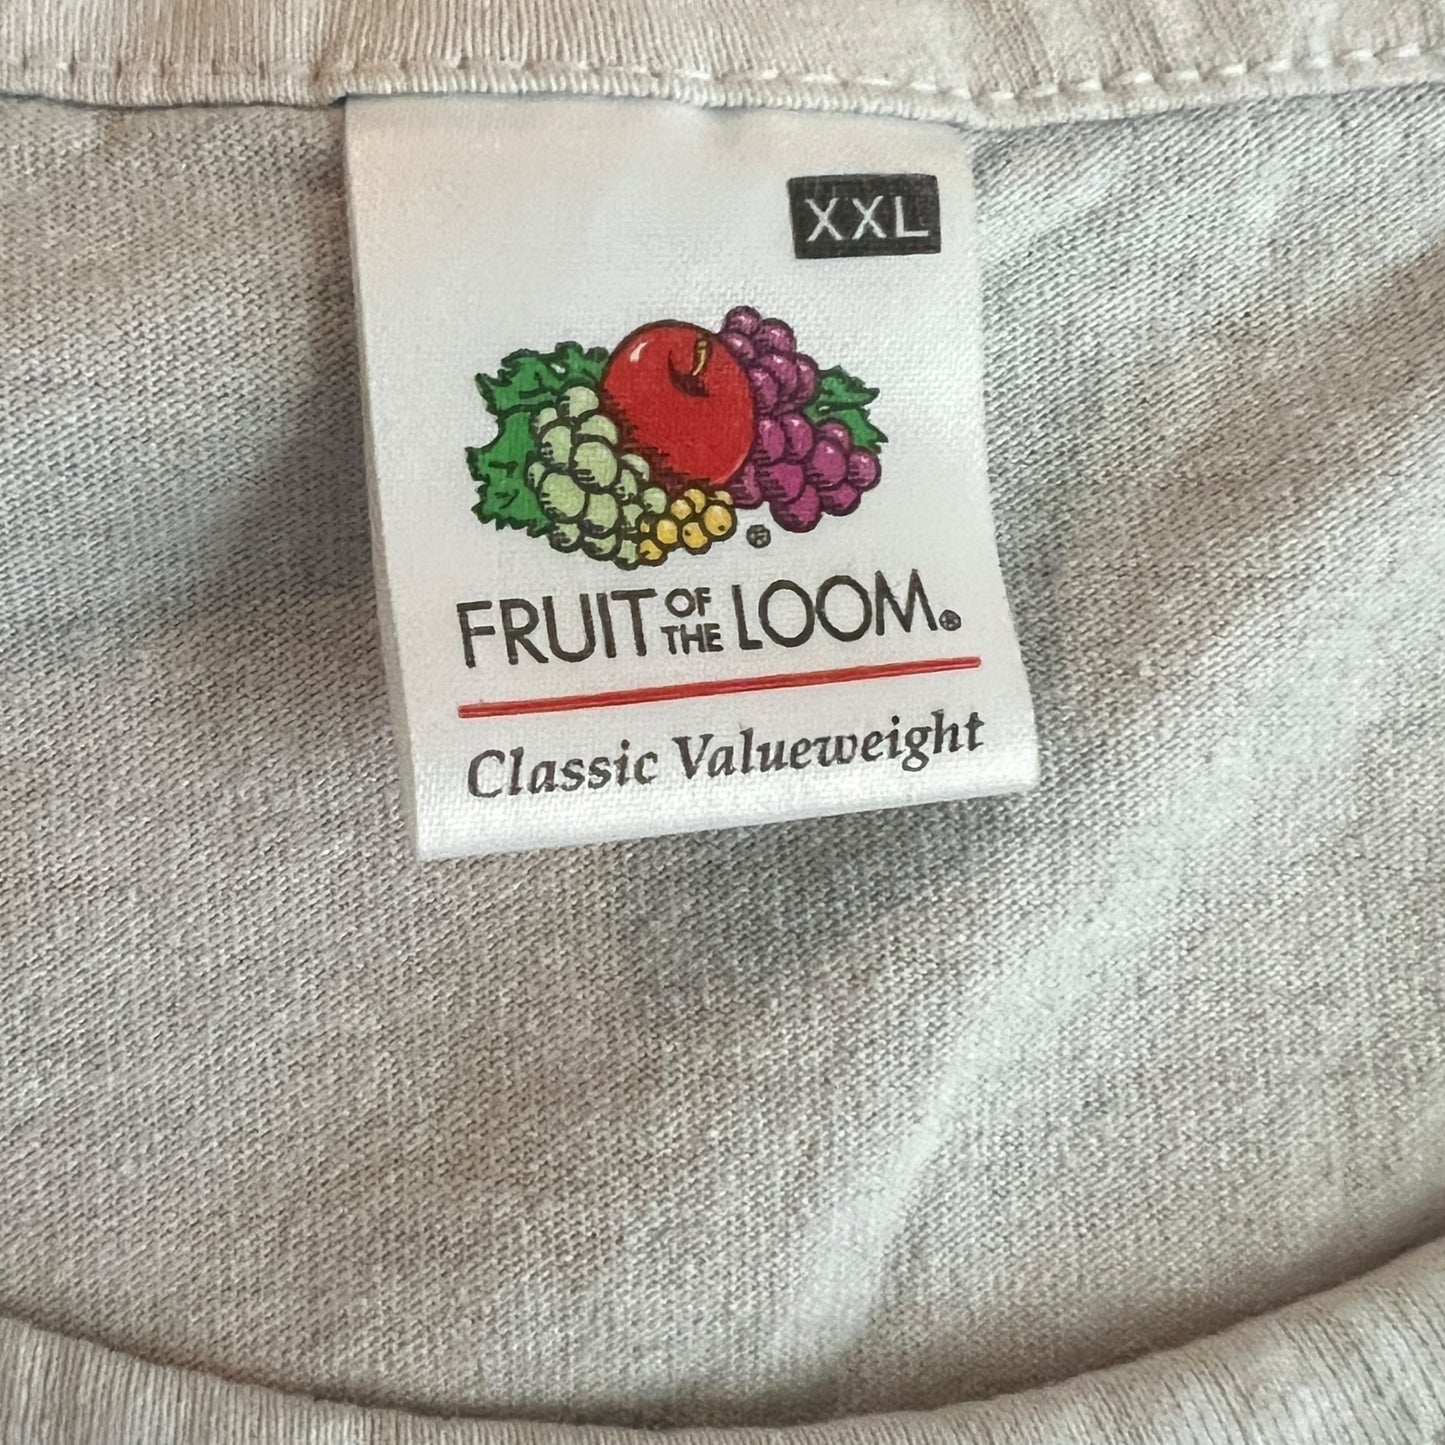 XXL
®
FRUIT OF THE LOOM®
Classic Valueweight